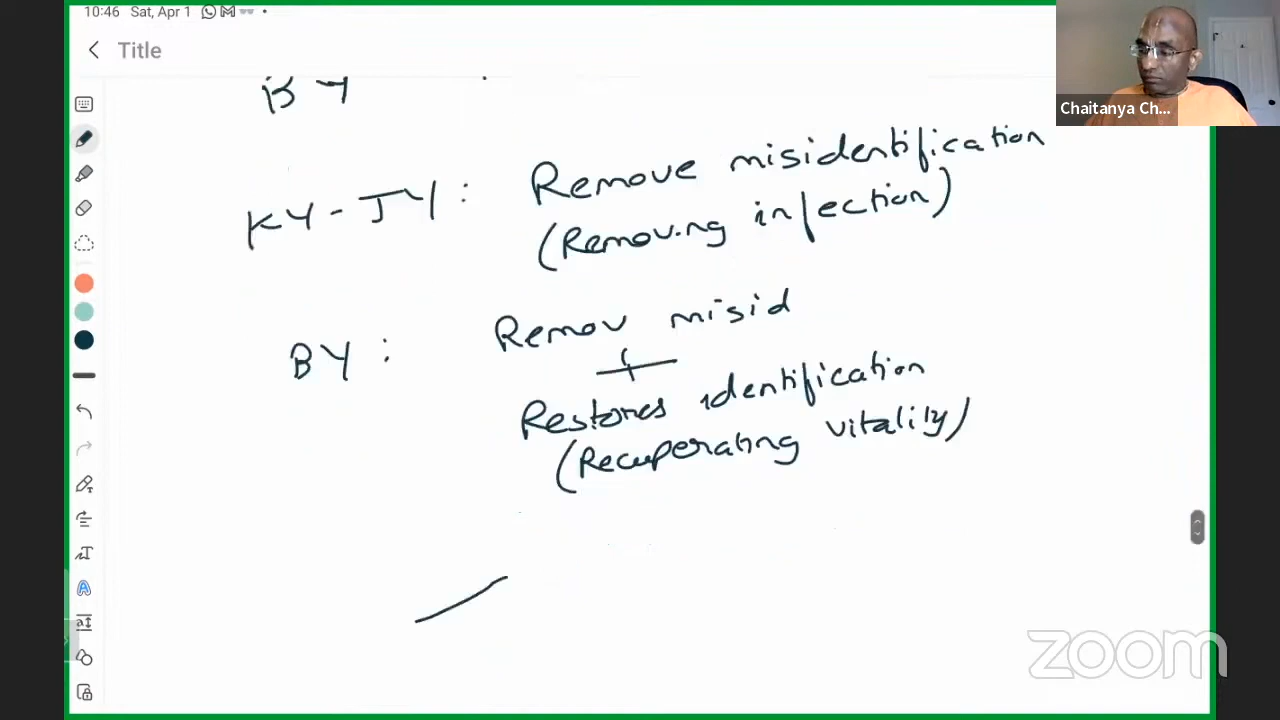 10:46 Sat, Apr 1
Title
Chaitanya Ch...
BY
KY-JY: Remove misidentification
(Removing infection)
BY: Remov misid
+
Restores identification
(Recuperating vitality)
zoom